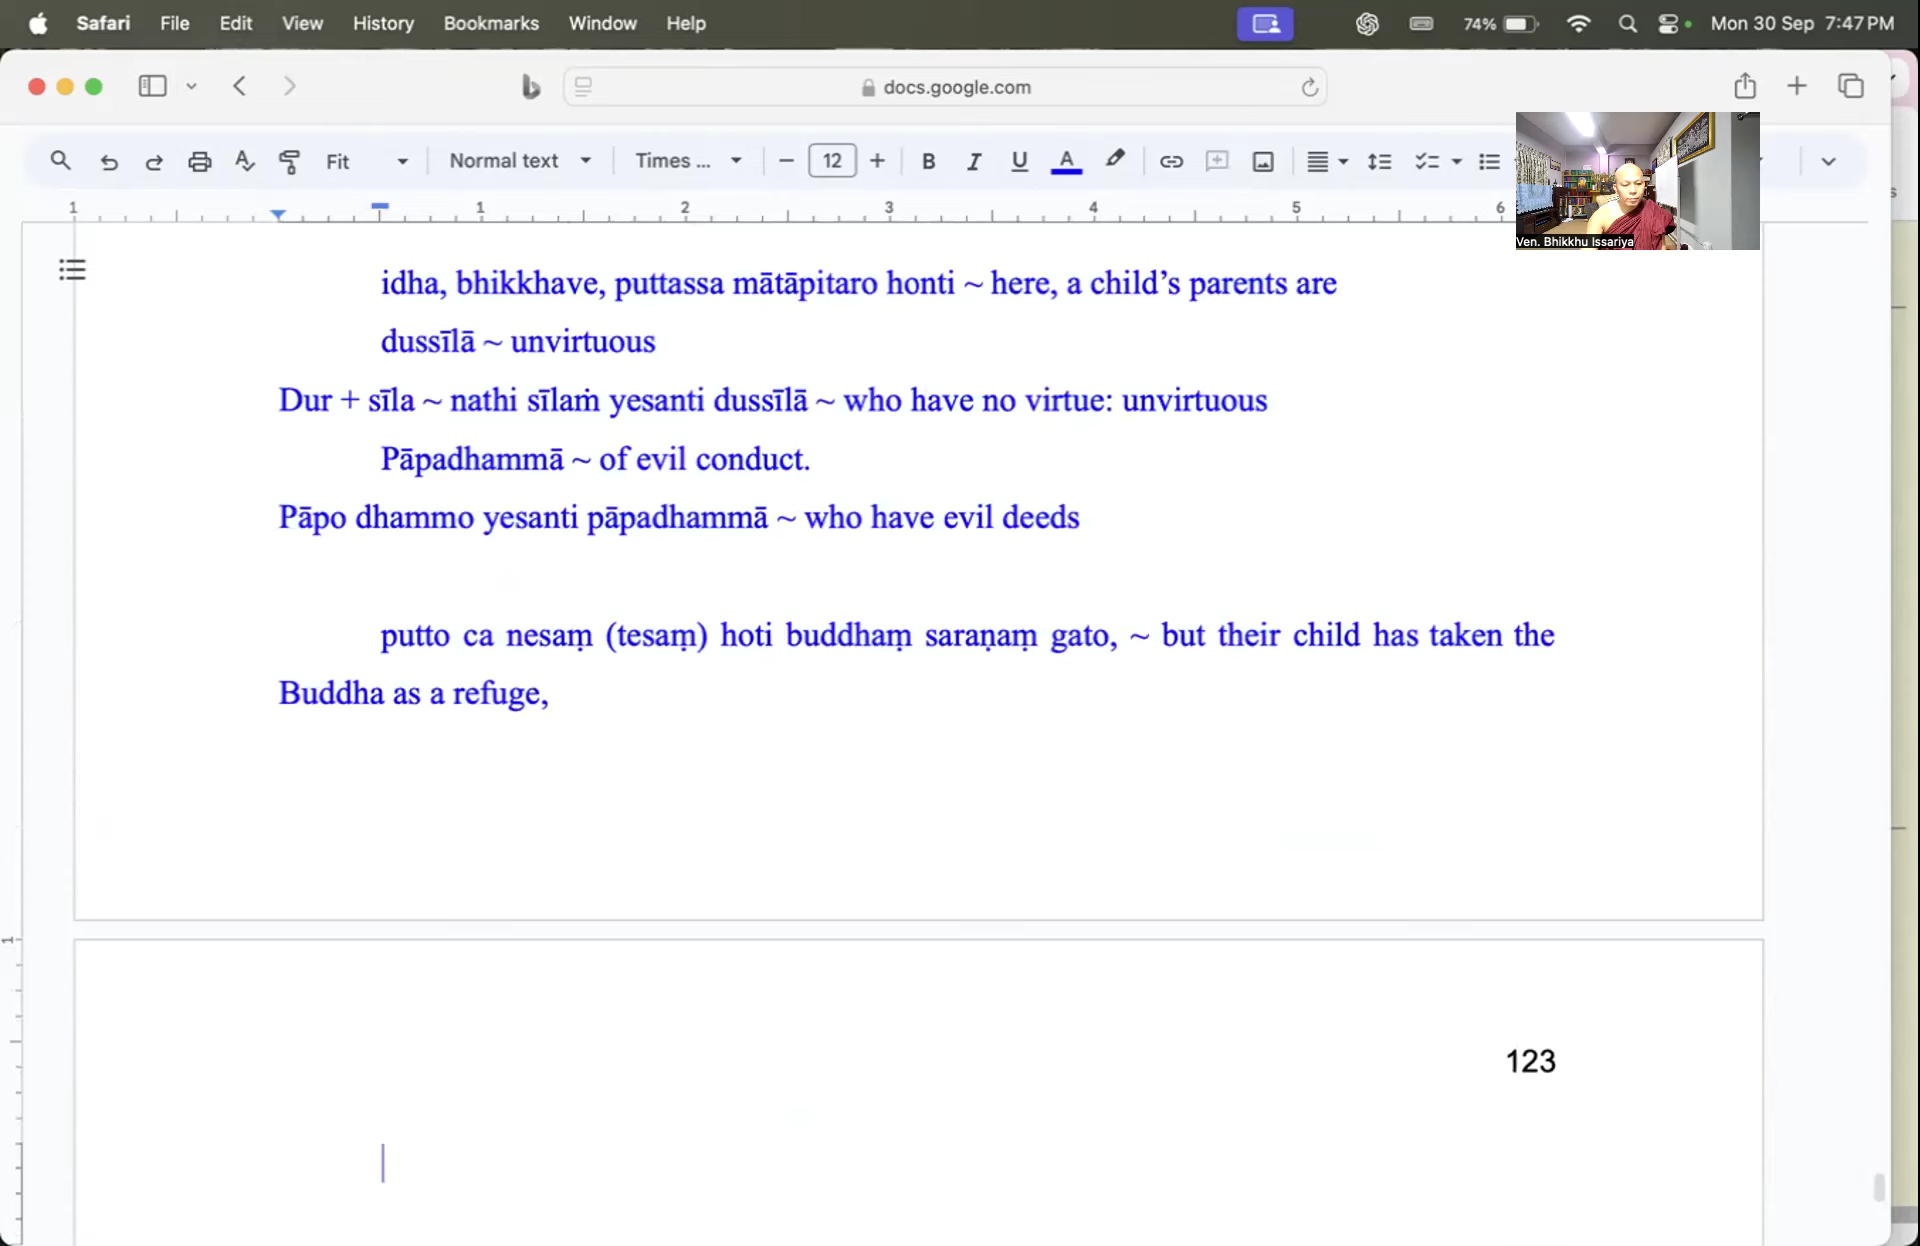 Safari File Edit View History Bookmarks Window Help 74% Mon 30 Sep 7:47 PM
docs.google.com
Fit Normal text Times ... 12 B I U A
1 1 2 3 4 5 6
Ven. Bhikkhu Issariya
idha, bhikkhave, puttassa mātāpitaro honti ~ here, a child’s parents are
dussīlā ~ unvirtuous
Dur + sīla ~ nathi sīlaṁ yesanti dussīlā ~ who have no virtue: unvirtuous
Pāpadhammā ~ of evil conduct.
Pāpo dhammo yesanti pāpadhammā ~ who have evil deeds
putto ca nesaṃ (tesaṃ) hoti buddhaṃ saraṇaṃ gato, ~ but their child has taken the
Buddha as a refuge,
1
123